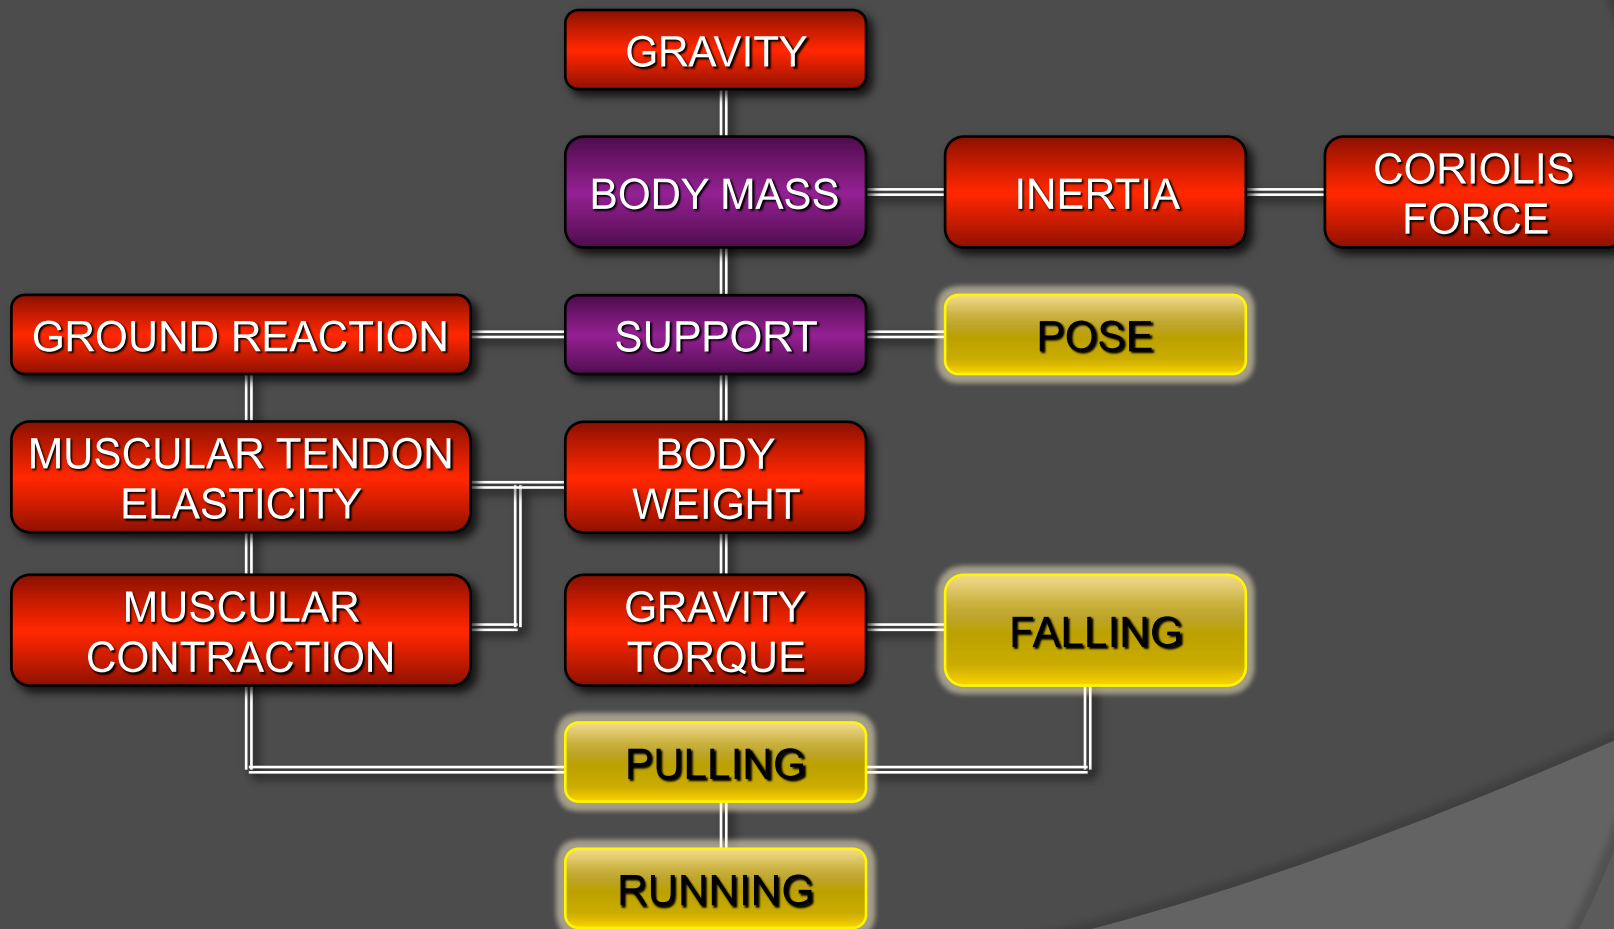 GRAVITY
BODY MASS
INERTIA
CORIOLIS
FORCE
GROUND REACTION
SUPPORT
POSE
MUSCULAR TENDON
ELASTICITY
BODY
WEIGHT
MUSCULAR
CONTRACTION
GRAVITY
TORQUE
FALLING
PULLING
RUNNING